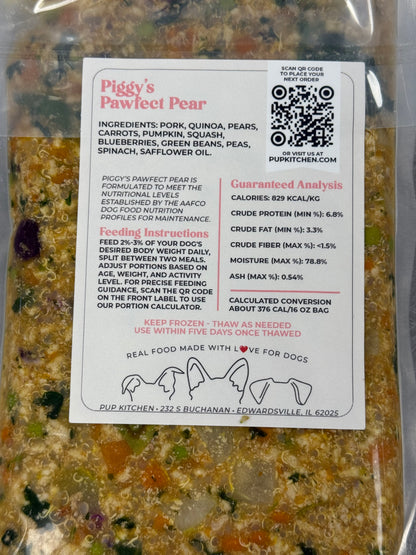 SCAN QR CODE
TO PLACE YOUR
NEXT ORDER
OR VISIT US AT
PUPKITCHEN.COM
Piggy's
Pawfect Pear
INGREDIENTS: PORK, QUINOA, PEARS,
CARROTS, PUMPKIN, SQUASH,
BLUEBERRIES, GREEN BEANS, PEAS,
SPINACH, SAFFLOWER OIL.
PIGGY'S PAWFECT PEAR IS
FORMULATED TO MEET THE
NUTRITIONAL LEVELS
ESTABLISHED BY THE AAFCO
DOG FOOD NUTRITION
PROFILES FOR MAINTENANCE.
Feeding Instructions
FEED 2%-3% OF YOUR DOG'S
DESIRED BODY WEIGHT DAILY,
SPLIT BETWEEN TWO MEALS.
ADJUST PORTIONS BASED ON
AGE, WEIGHT, AND ACTIVITY
LEVEL. FOR PRECISE FEEDING
GUIDANCE, SCAN THE QR CODE
ON THE FRONT LABEL TO USE
OUR PORTION CALCULATOR.
Guaranteed Analysis
CALORIES: 829 KCAL/KG
CRUDE PROTEIN (MIN %): 6.8%
CRUDE FAT (MIN %): 3.3%
CRUDE FIBER (MAX %): <1.5%
MOISTURE (MAX %): 78.8%
ASH (MAX %): 0.54%
CALCULATED CONVERSION
ABOUT 376 CAL/16 OZ BAG
KEEP FROZEN - THAW AS NEEDED
USE WITHIN FIVE DAYS ONCE THAWED
REAL FOOD MADE WITH L❤VE FOR DOGS
PUP KITCHEN • 232 S BUCHANAN • EDWARDSVILLE, IL 62025